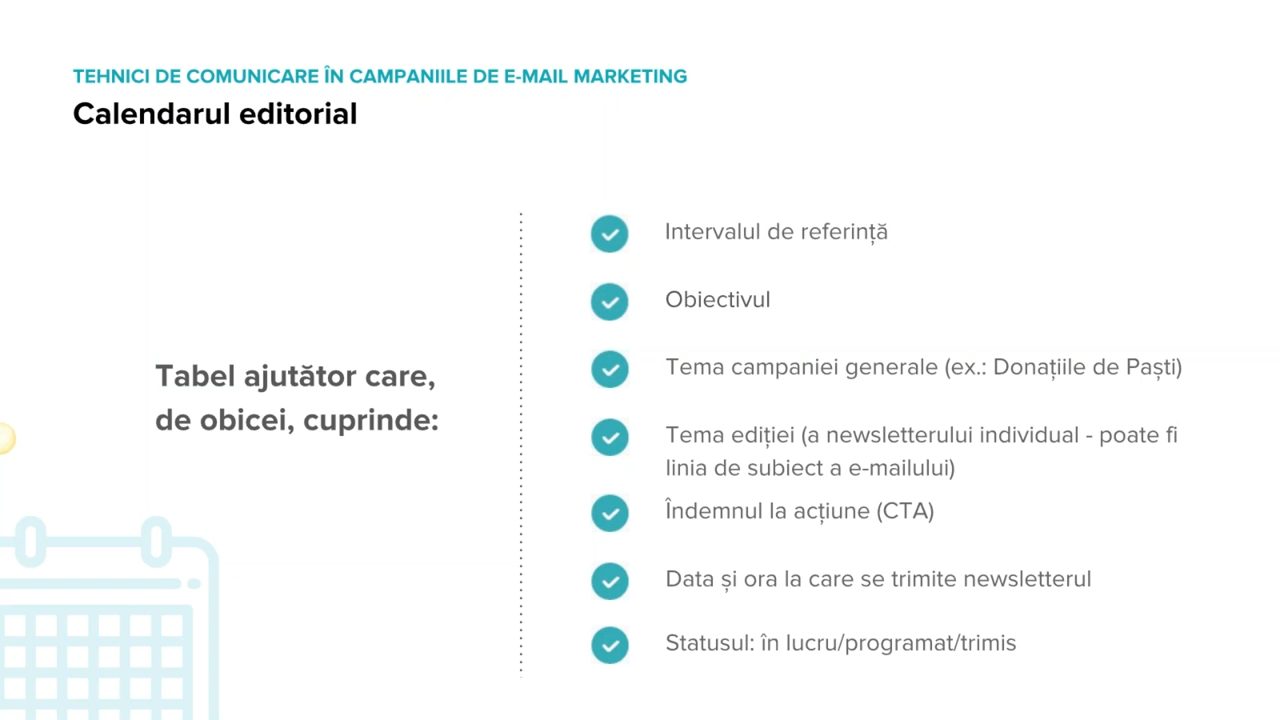 TEHNICI DE COMUNICARE ÎN CAMPANIILE DE E-MAIL MARKETING
Calendarul editorial
Tabel ajutător care,
de obicei, cuprinde:
Intervalul de referință
Obiectivul
Tema campaniei generale (ex.: Donațiile de Paști)
Tema ediției (a newsletterului individual - poate fi
linia de subiect a e-mailului)
Îndemnul la acțiune (CTA)
Data și ora la care se trimite newsletterul
Statusul: în lucru/programat/trimis